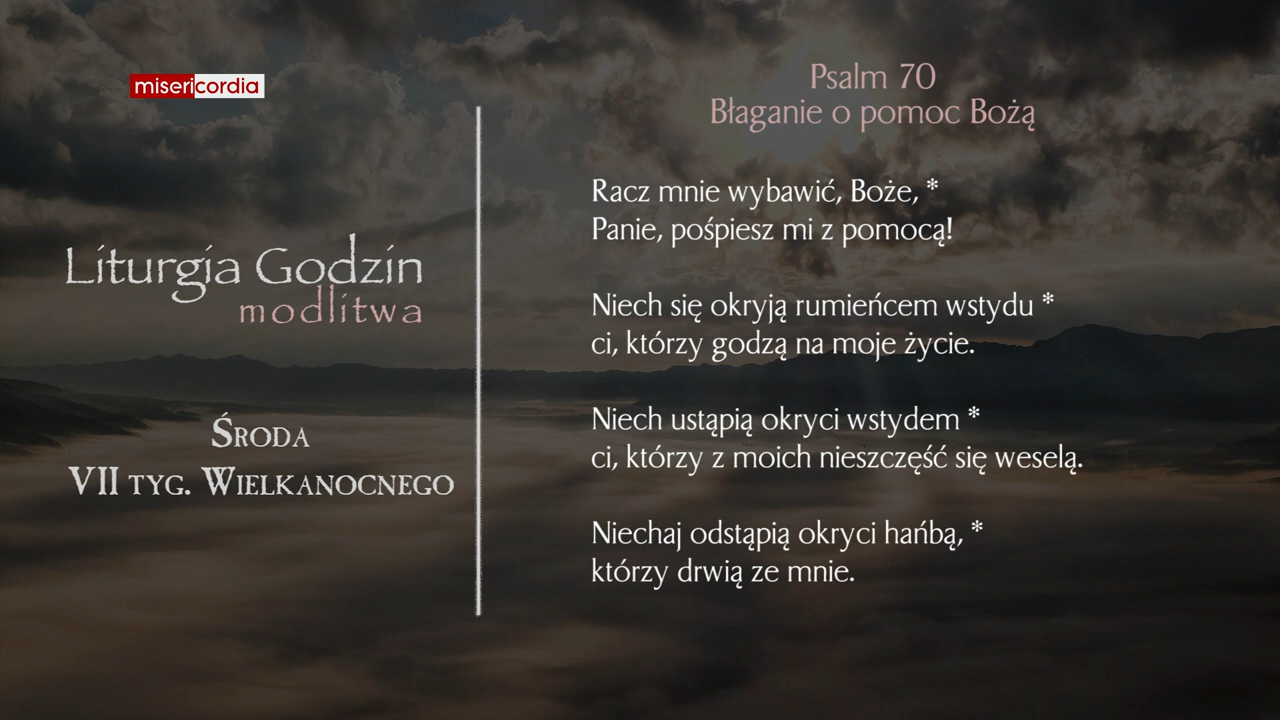 misericordia
Liturgia Godzin
modlitwa
Środa
VII tyg. Wielkanocnego
Psalm 70
Błaganie o pomoc Bożą
Racz mnie wybawić, Boże, *
Panie, pośpiesz mi z pomocą!
Niech się okryją rumieńcem wstydu *
ci, którzy godzą na moje życie.
Niech ustąpią okryci wstydem *
ci, którzy z moich nieszczęść się weselą.
Niechaj odstąpią okryci hańbą, *
którzy drwią ze mnie.